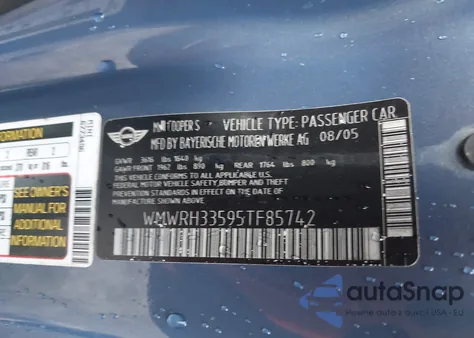 MINI COOPER S VEHICLE TYPE: PASSENGER CAR
MFD BY BAYERISCHE MOTOREN WERKE AG 08/05
GVWR 3616 lbs 1640 kg
GAWR FRONT 1962 lbs 890 kg REAR 1764 lbs 800 kg
THIS VEHICLE CONFORMS TO ALL APPLICABLE FEDERAL
MOTOR VEHICLE SAFETY, BUMPER AND THEFT
PREVENTION STANDARDS IN EFFECT ON THE
DATE OF MANUFACTURE SHOWN ABOVE.
WMWRH33595TF85742
MINI
FORMATION
REAR
SEE OWNER'S
MANUAL FOR
ADDITIONAL
INFORMATION
autoSnap